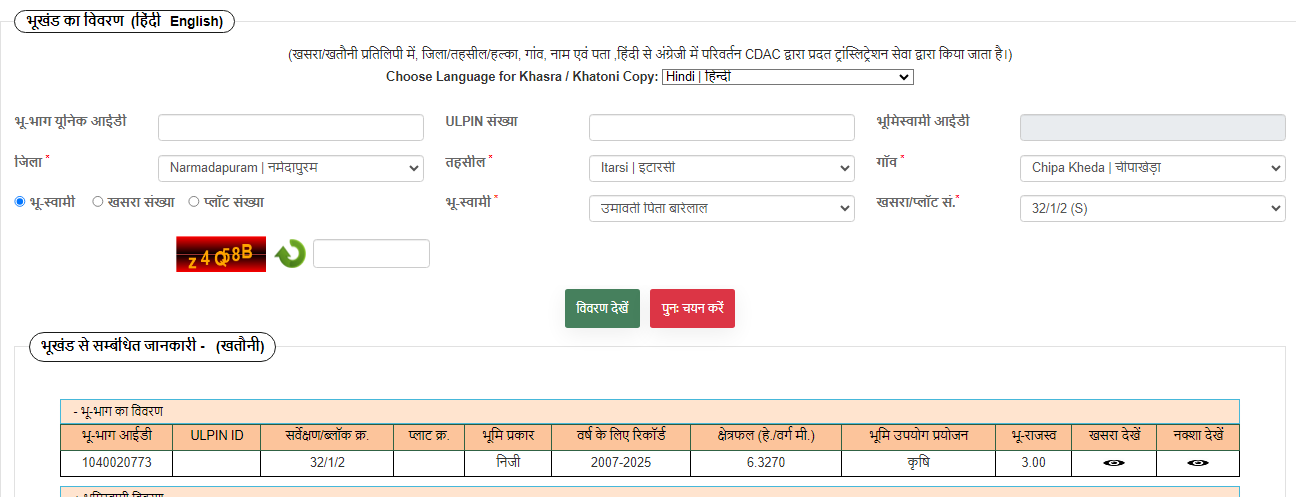 भूखंड का विवरण (हिंदी English)
(खसरा/खतौनी प्रतिलिपी में, जिला/तहसील/हल्का, गांव, नाम एवं पता ,हिंदी से अंग्रेजी में परिवर्तन CDAC द्वारा प्रदत ट्रांस्लिट्रेशन सेवा द्वारा किया जाता है।)
Choose Language for Khasra / Khatoni Copy: Hindi | हिन्दी
भू-भाग यूनिक आईडी ULPIN संख्या भूमिस्वामी आईडी
जिला * Narmadapuram | नर्मदापुरम तहसील * Itarsi | इटारसी गॉव * Chipa Kheda | चीपाखेड़ा
भू-स्वामी खसरा संख्या प्लॉट संख्या भू-स्वामी * उमावती पिता बारेलाल खसरा/प्लॉट सं.* 32/1/2 (S)
z4Q58B
विवरण देखें पुनः चयन करें
भूखंड से सम्बंधित जानकारी - (खतौनी)
- भू-भाग का विवरण
भू-भाग आईडी ULPIN ID सर्वेक्षण/ब्लॉक क्र. प्लाट क्र. भूमि प्रकार वर्ष के लिए रिकॉर्ड क्षेत्रफल (हे./वर्ग मी.) भूमि उपयोग प्रयोजन भू-राजस्व खसरा देखें नक्शा देखें
1040020773 32/1/2 निजी 2007-2025 6.3270 कृषि 3.00
- भूमिस्वामी विवरण